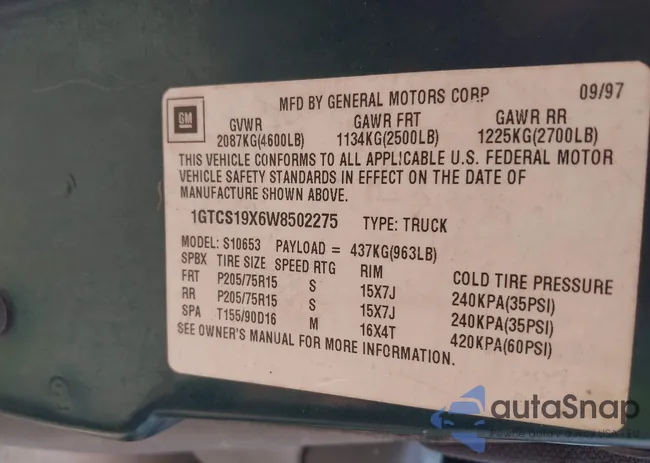 MFD BY GENERAL MOTORS CORP 09/97
GM
GVWR GAWR FRT GAWR RR
2087KG(4600LB) 1134KG(2500LB) 1225KG(2700LB)
THIS VEHICLE CONFORMS TO ALL APPLICABLE U.S. FEDERAL MOTOR
VEHICLE SAFETY STANDARDS IN EFFECT ON THE DATE OF
MANUFACTURE SHOWN ABOVE.
1GTCS19X6W8502275 TYPE: TRUCK
MODEL: S10653 PAYLOAD = 437KG(963LB)
SPBX TIRE SIZE SPEED RTG RIM COLD TIRE PRESSURE
FRT P205/75R15 S 15X7J 240KPA(35PSI)
RR P205/75R15 S 15X7J 240KPA(35PSI)
SPA T155/90D16 M 16X4T 420KPA(60PSI)
SEE OWNER'S MANUAL FOR MORE INFORMATION.
autaSnap